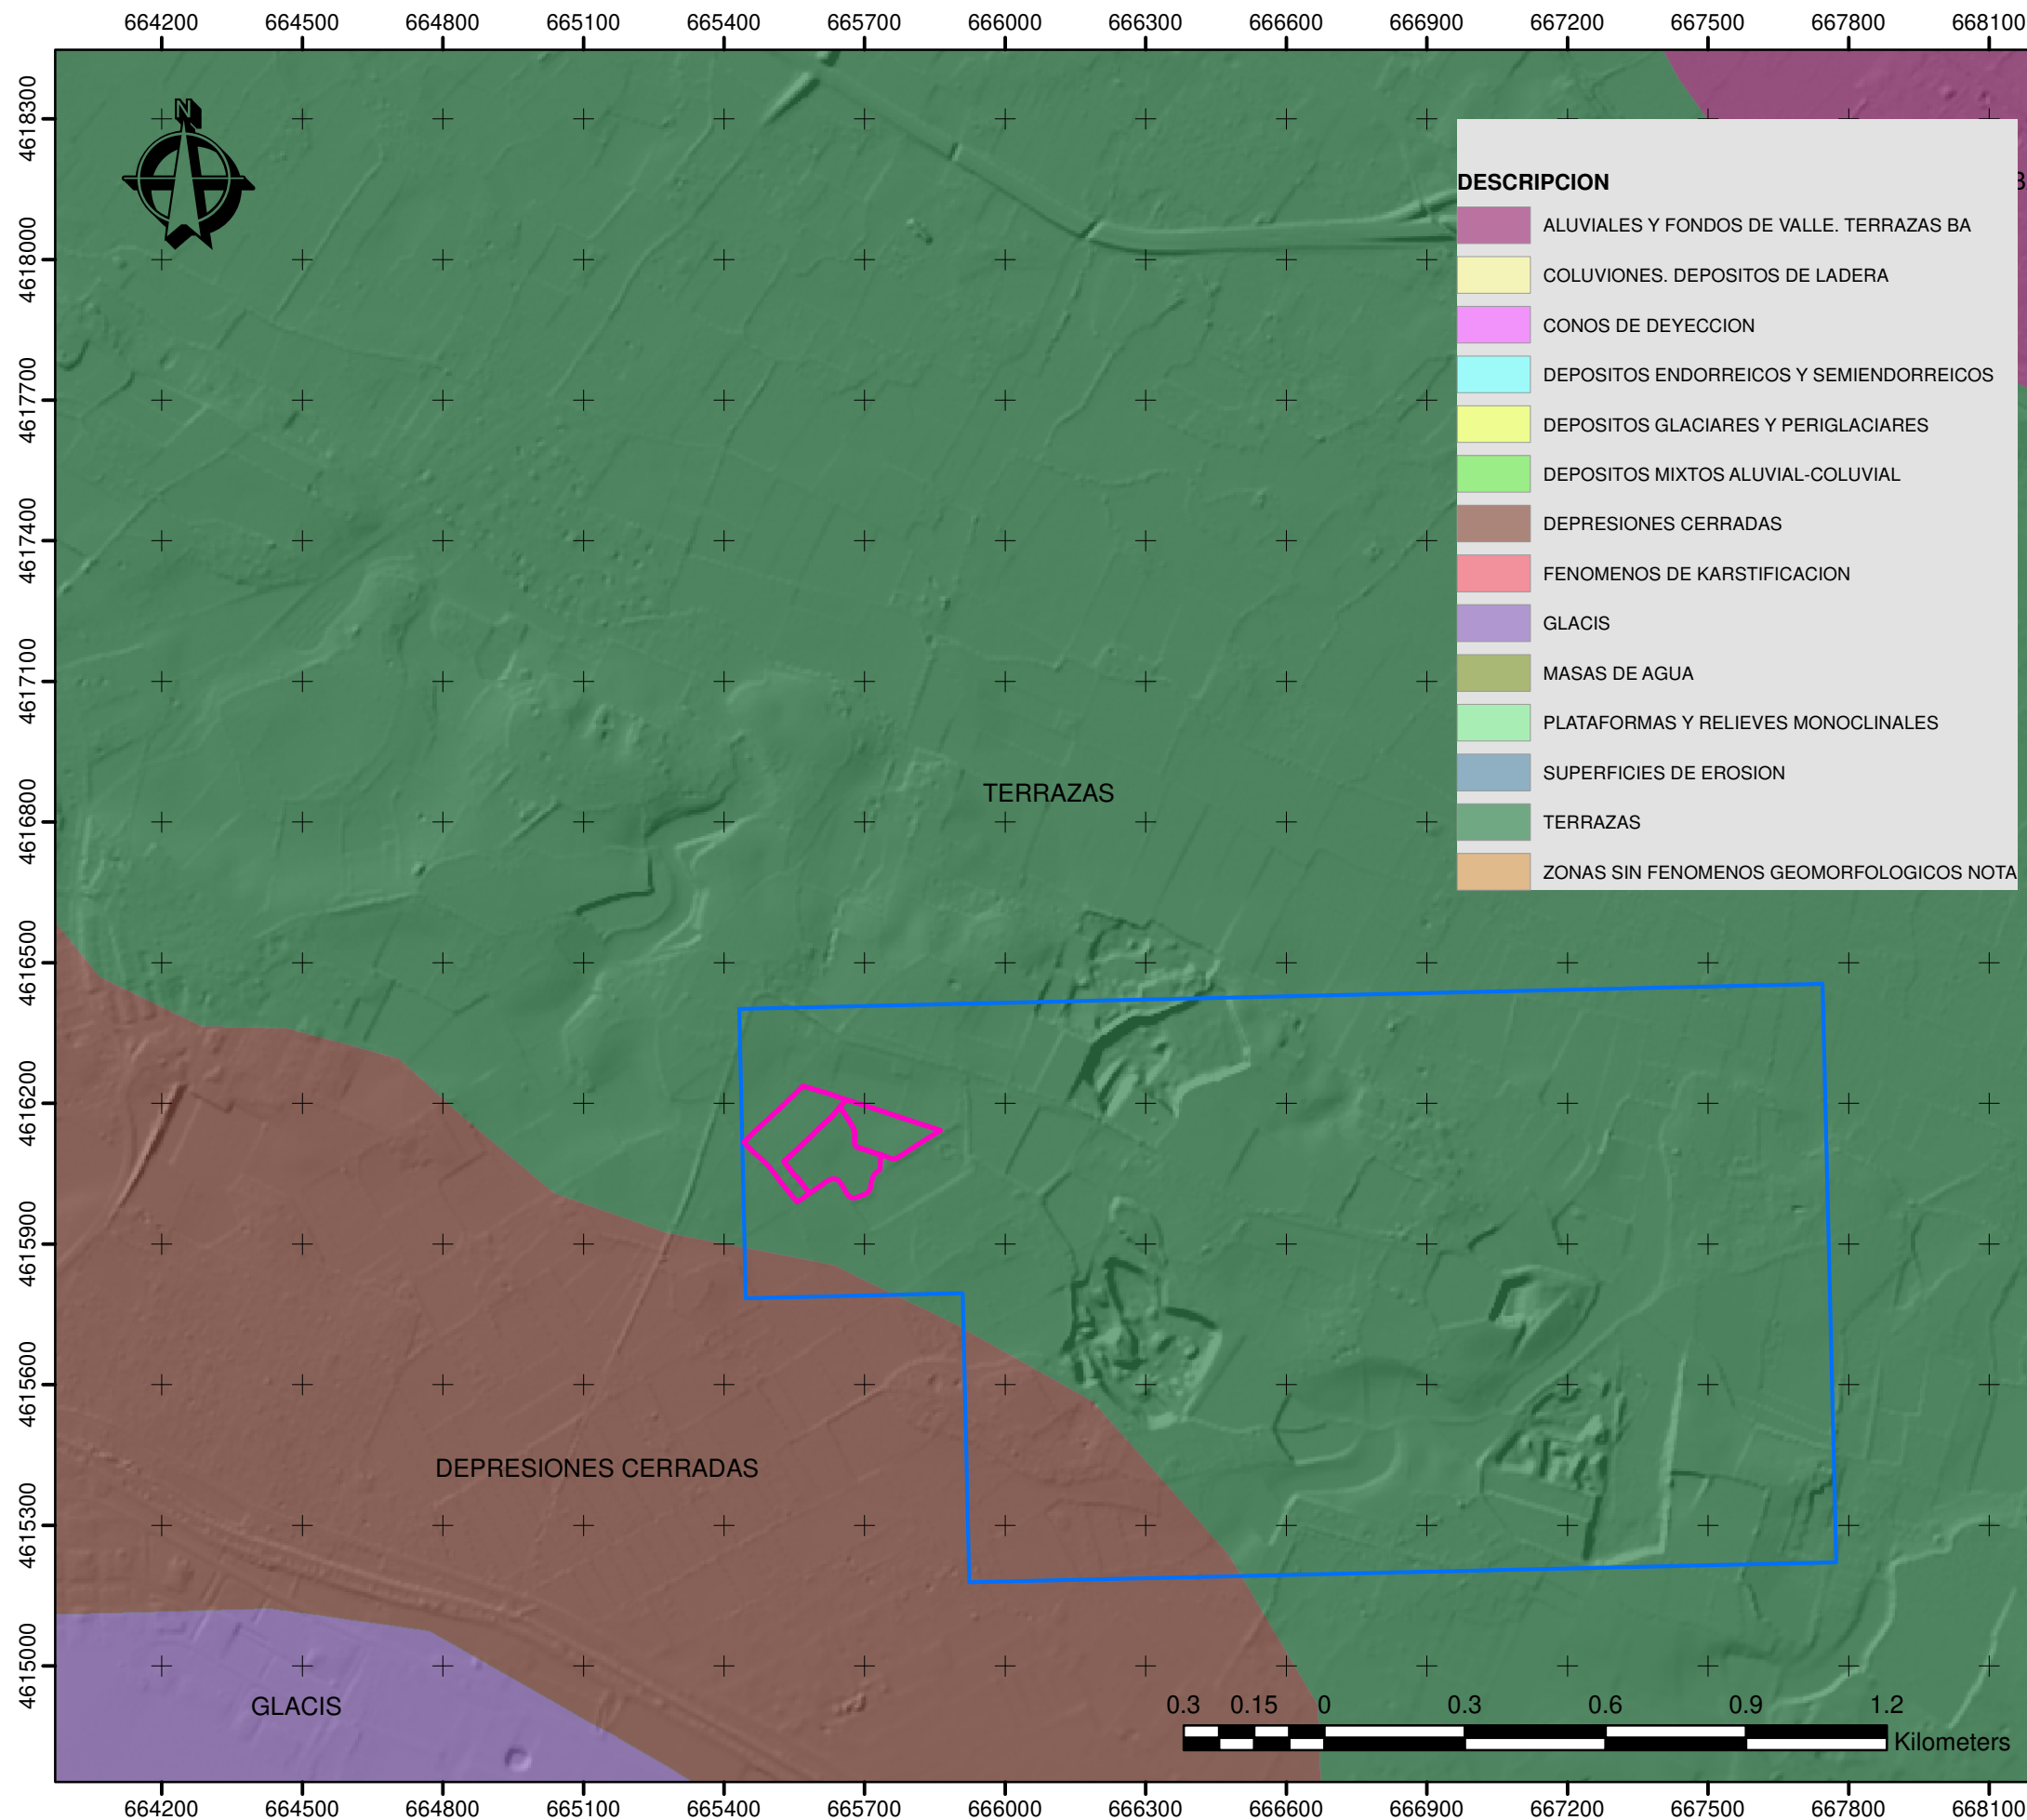 664200 664500 664800 665100 665400 665700 666000 666300 666600 666900 667200 667500 667800 668100
4618300
4618000
4617700
4617400
4617100
4616800
4616500
4616200
4615900
4615600
4615300
4615000
N
DESCRIPCION
ALUVIALES Y FONDOS DE VALLE. TERRAZAS BA
COLUVIONES. DEPOSITOS DE LADERA
CONOS DE DEYECCION
DEPOSITOS ENDORREICOS Y SEMIENDORREICOS
DEPOSITOS GLACIARES Y PERIGLACIARES
DEPOSITOS MIXTOS ALUVIAL-COLUVIAL
DEPRESIONES CERRADAS
FENOMENOS DE KARSTIFICACION
GLACIS
MASAS DE AGUA
PLATAFORMAS Y RELIEVES MONOCLINALES
SUPERFICIES DE EROSION
TERRAZAS
ZONAS SIN FENOMENOS GEOMORFOLOGICOS NOTA
TERRAZAS
DEPRESIONES CERRADAS
GLACIS
0.3 0.15 0 0.3 0.6 0.9 1.2
Kilometers
664200 664500 664800 665100 665400 665700 666000 666300 666600 666900 667200 667500 667800 668100